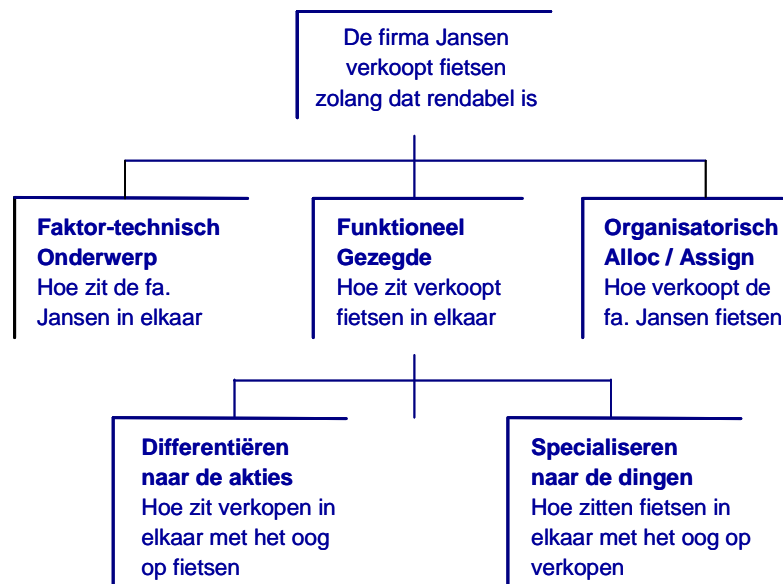 De firma Jansen
verkoopt fietsen
zolang dat rendabel is
Faktor-technisch
Onderwerp
Hoe zit de fa.
Jansen in elkaar
Funktioneel
Gezegde
Hoe zit verkoopt
fietsen in elkaar
Organisatorisch
Alloc / Assign
Hoe verkoopt de
fa. Jansen fietsen
Differentiëren
naar de akties
Hoe zit verkopen in
elkaar met het oog
op fietsen
Specialiseren
naar de dingen
Hoe zitten fietsen in
elkaar met het oog op
verkopen